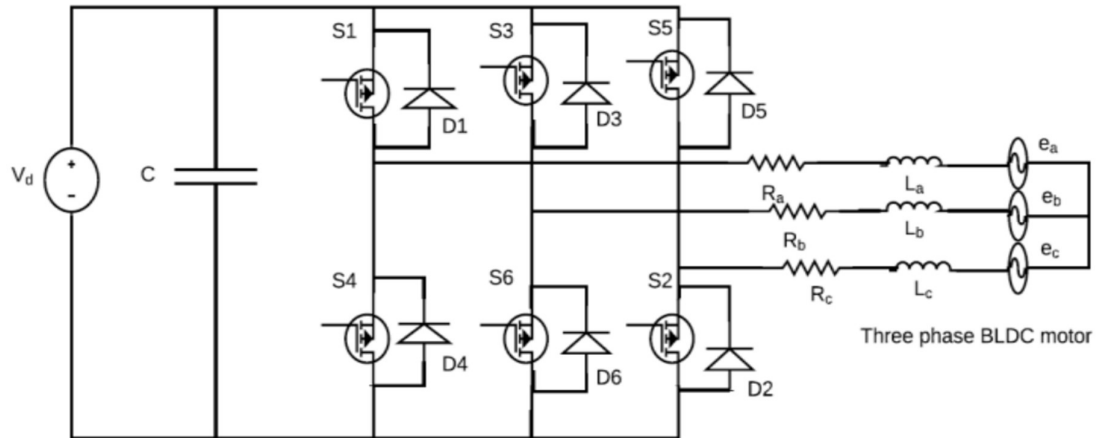 S1
S3
S5
D1
D3
D5
V_d
+
-
C
e_a
R_a
L_a
e_b
R_b
L_b
e_c
R_c
L_c
S4
S6
S2
D4
D6
D2
Three phase BLDC motor